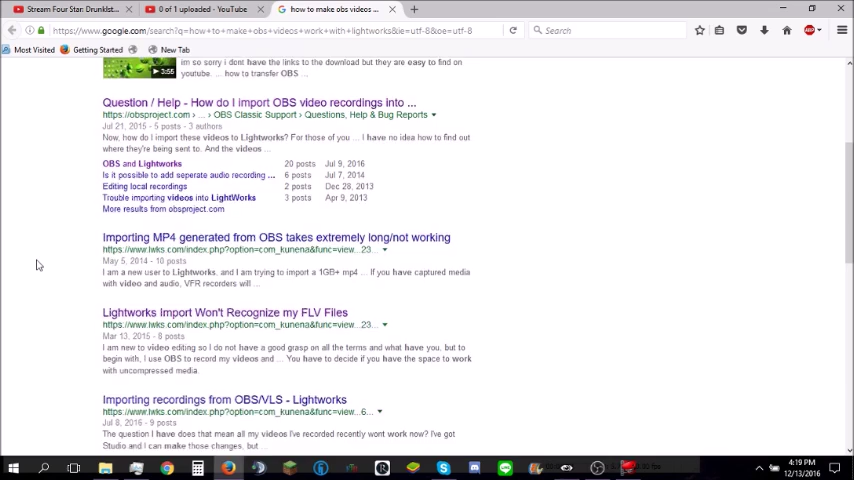 Stream Four Star: Drunklst...
0 of 1 uploaded - YouTube
how to make obs videos ...
https://www.google.com/search?q=how+to+make+obs+videos+work+with+lightworks&ie=utf-8&oe=utf-8
Search
ABP
Most Visited
Getting Started
New Tab
3:55
im so sorry i dont have the links to the download but they are easy to find on
youtube. ... how to transfer OBS ...
Question / Help - How do I import OBS video recordings into ...
https://obsproject.com › ... › OBS Classic Support › Questions, Help & Bug Reports
Jul 21, 2015 - 5 posts - 3 authors
Now, how do I import these videos to Lightworks? For those of you ... I have no idea how to find out
where they're being sent to. And the videos ...
OBS and Lightworks 20 posts Jul 9, 2016
Is it possible to add seperate audio recording ... 6 posts Jul 7, 2014
Editing local recordings 2 posts Dec 28, 2013
Trouble importing videos into LightWorks 3 posts Apr 9, 2013
More results from obsproject.com
Importing MP4 generated from OBS takes extremely long/not working
https://www.lwks.com/index.php?option=com_kunena&func=view...23...
May 5, 2014 - 10 posts
I am a new user to Lightworks, and I am trying to import a 1GB+ mp4 ... If you have captured media
with video and audio, VFR recorders will ...
Lightworks Import Won't Recognize my FLV Files
https://www.lwks.com/index.php?option=com_kunena&func=view...23...
Mar 13, 2015 - 8 posts
I am new to video editing so I do not have a good grasp on all the terms and what have you, but to
begin with, I use OBS to record my videos and ... You have to decide if you have the space to work
with uncompressed media.
Importing recordings from OBS/VLS - Lightworks
https://www.lwks.com/index.php?option=com_kunena&func=view...6...
Jul 8, 2016 - 9 posts
The question I have does that mean all my videos I've recorded recently wont work now? I've got
Studio and I can make those changes, but ...
LINE
4:19 PM
12/13/2016